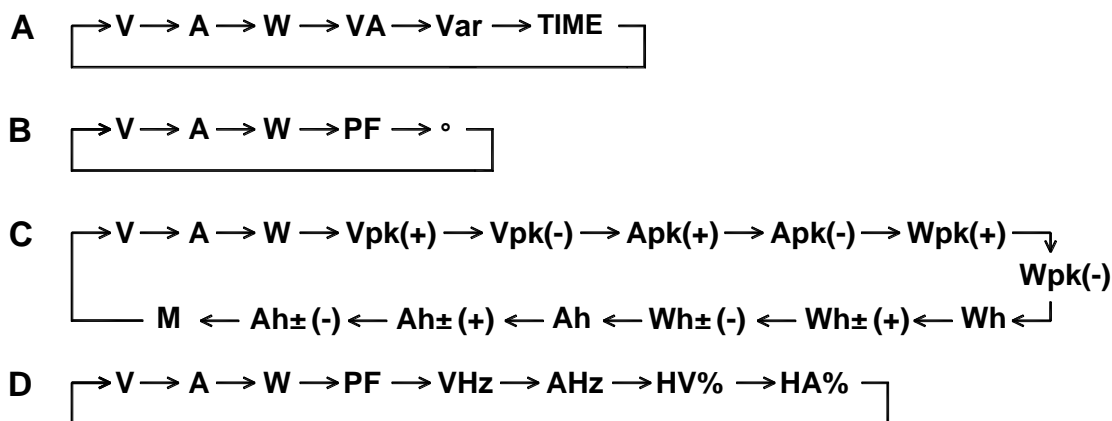 A V → A → W → VA → Var → TIME
B V → A → W → PF → °
C V → A → W → Vpk(+) → Vpk(-) → Apk(+) → Apk(-) → Wpk(+)
Wpk(-)
M ← Ah± (-) ← Ah± (+) ← Ah ← Wh± (-) ← Wh± (+) ← Wh
D V → A → W → PF → VHz → AHz → HV% → HA%